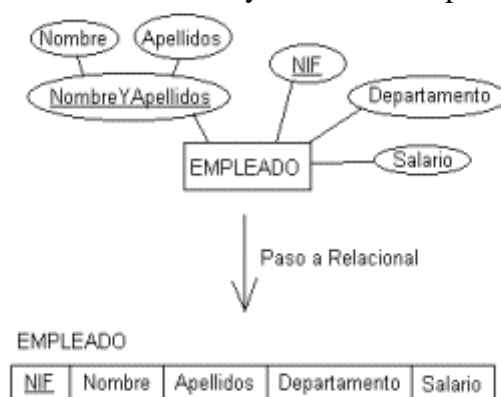 Nombre
Apellidos
NIF
NombreYApellidos
Departamento
EMPLEADO
Salario
Paso a Relacional
EMPLEADO
NIF Nombre Apellidos Departamento Salario